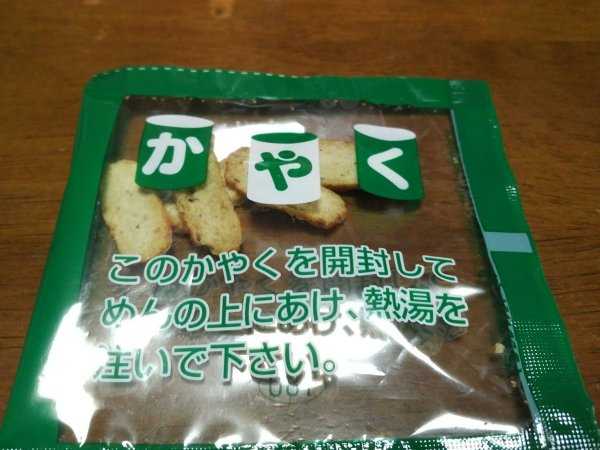 かやく
このかやくを開封して
めんの上にあけ、熱湯を
注いで下さい。